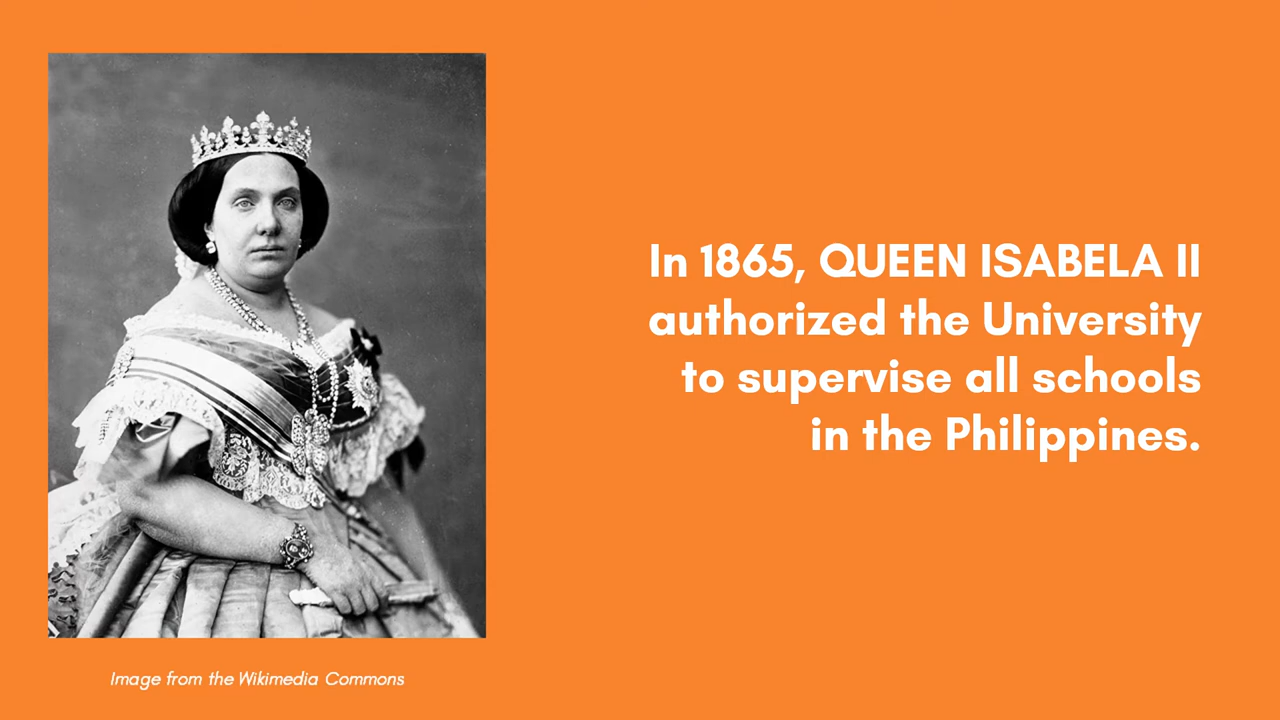 In 1865, QUEEN ISABELA II
authorized the University
to supervise all schools
in the Philippines.
Image from the Wikimedia Commons